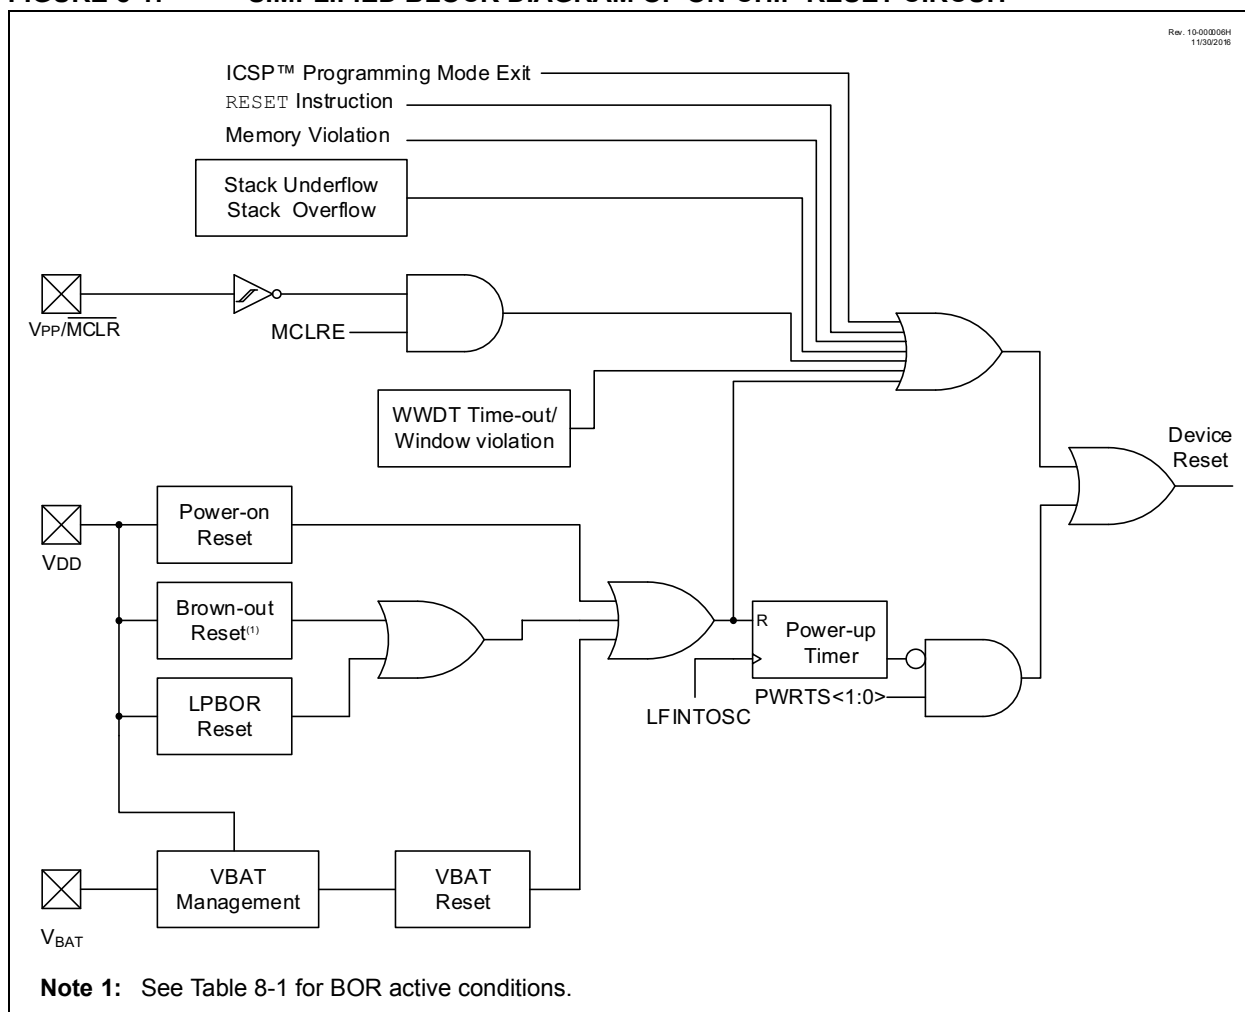 Rev. 10-000006H
11/30/2016
ICSP™ Programming Mode Exit
RESET Instruction
Memory Violation
Stack Underflow
Stack Overflow
VPP/MCLR
MCLRE
WWDT Time-out/
Window violation
Device
Reset
VDD
Power-on
Reset
Brown-out
Reset(1)
LPBOR
Reset
R
Power-up
Timer
LFINTOSC
PWRTS<1:0>
VBAT
Management
VBAT
Reset
VBAT
Note 1: See Table 8-1 for BOR active conditions.